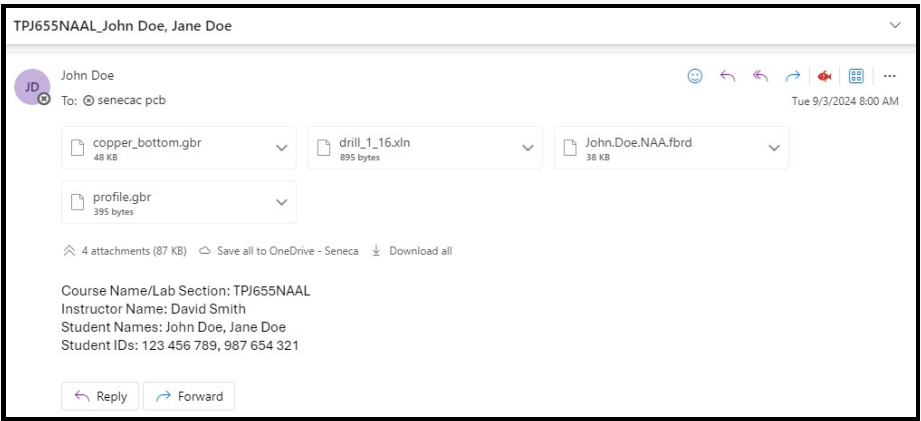 TPJ655NAAL_John Doe, Jane Doe
JD
John Doe
To: senecac pcb
Tue 9/3/2024 8:00 AM
copper_bottom.gbr
48 KB
drill_1_16.xln
895 bytes
John.Doe.NAA.fbrd
38 KB
profile.gbr
395 bytes
4 attachments (87 KB) Save all to OneDrive - Seneca Download all
Course Name/Lab Section: TPJ655NAAL
Instructor Name: David Smith
Student Names: John Doe, Jane Doe
Student IDs: 123 456 789, 987 654 321
Reply Forward